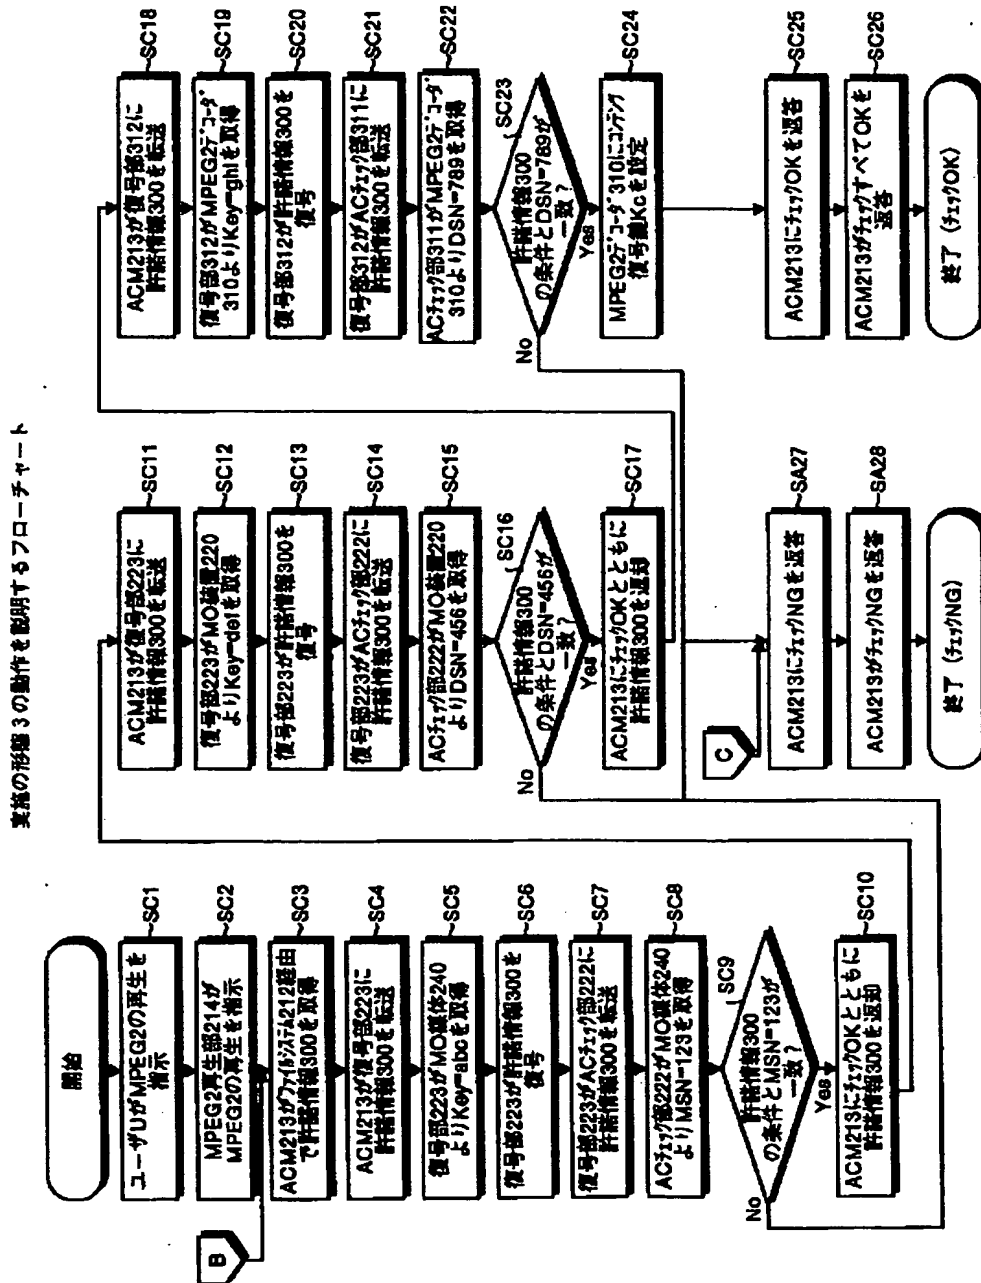 実施の形態3の動作を説明するフローチャート
開始
ユーザUがMPEG2の再生を
指示
SC1
MPEG2再生部214が
MPEG2の再生を指示
SC2
B
ACM213がファイルシステム212経由
で許諾情報300を取得
SC3
ACM213が復号部223に
許諾情報300を転送
SC4
復号部223がMO媒体240
よりKey=abcを取得
SC5
復号部223が許諾情報300を
復号
SC6
復号部223がACチェック部222に
許諾情報300を転送
SC7
ACチェック部222がMO媒体240
よりMSN=123を取得
SC8
許諾情報300
の条件とMSN=123が
一致?
SC9
No
Yes
ACM213にチェックOKとともに
許諾情報300を返却
SC10
ACM213が復号部223に
許諾情報300を転送
SC11
復号部223がMO装置220
よりKey=defを取得
SC12
復号部223が許諾情報300を
復号
SC13
復号部223がACチェック部222に
許諾情報300を転送
SC14
ACチェック部222がMO装置220
よりDSN=456を取得
SC15
許諾情報300
の条件とDSN=456が
一致?
SC16
No
Yes
ACM213にチェックOKとともに
許諾情報300を返却
SC17
C
ACM213にチェックNGを返答
SA27
ACM213がチェックNGを返答
SA28
終了 (チェックNG)
ACM213が復号部312に
許諾情報300を転送
SC18
復号部312がMPEG2デコーダ
310よりKey=ghiを取得
SC19
復号部312が許諾情報300を
復号
SC20
復号部312がACチェック部311に
許諾情報300を転送
SC21
ACチェック部311がMPEG2デコーダ
310よりDSN=789を取得
SC22
許諾情報300
の条件とDSN=789が
一致?
SC23
No
Yes
MPEG2デコーダ310にコンテンツ
復号鍵Kcを設定
SC24
ACM213にチェックOKを返答
SC25
ACM213がチェックすべてOKを
返答
SC26
終了 (チェックOK)